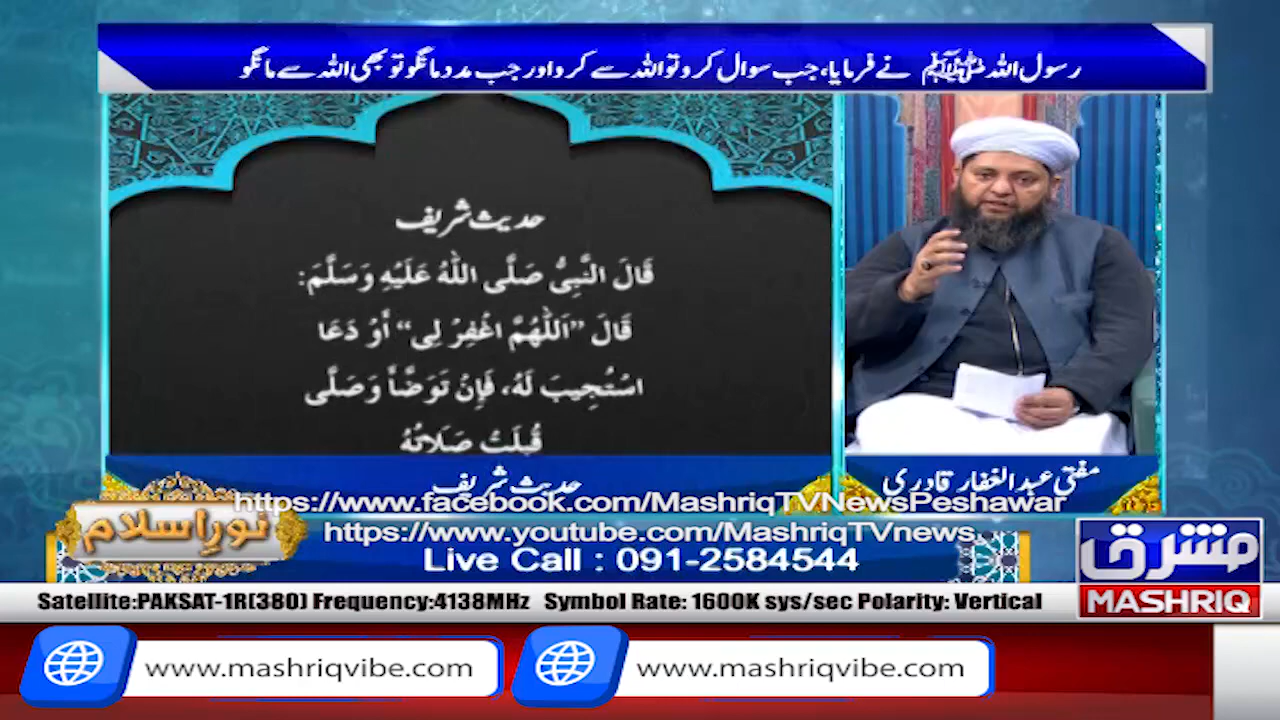 رسول اللہ ﷺ نے فرمایا، جب سوال کرو تو اللہ سے کرو اور جب مدد مانگو تو بھی اللہ سے مانگو
حدیث شریف
قَالَ النَّبِىُّ صَلَّى اللهُ عَلَيْهِ وَسَلَّمَ:
قَالَ ”اَللّٰهُمَّ اغْفِرْ لِى“ أَوْ دَعَا
اسْتُجِيبَ لَهُ، فَإِنْ تَوَضَّأَ وَصَلَّى
قُبِلَتْ صَلَاتُهُ
حدیث شریف
مفتی عبدالغفار قادری
https://www.facebook.com/MashriqTVNewsPeshawar
نورِ اسلام
https://www.youtube.com/MashriqTVnews
Live Call : 091-2584544
مشرق
MASHRIQ
Satellite:PAKSAT-1R(380) Frequency:4138MHz Symbol Rate: 1600K sys/sec Polarity: Vertical
www.mashriqvibe.com
www.mashriqvibe.com